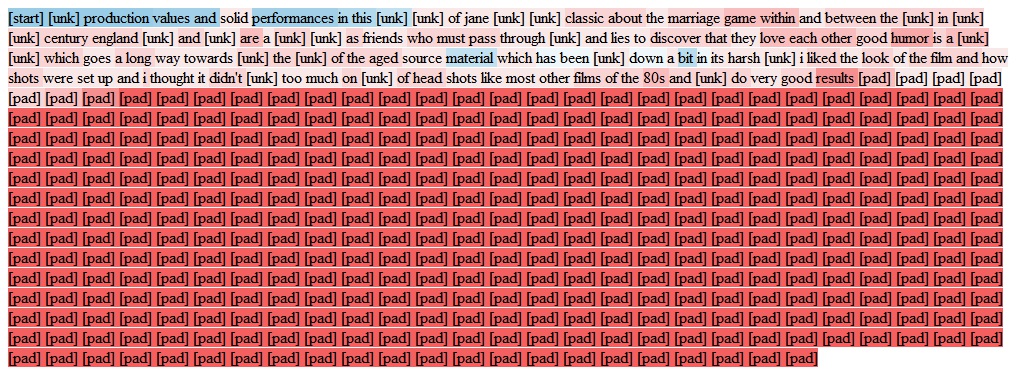 [start] [unk] production values and solid performances in this [unk] [unk] of jane [unk] [unk] classic about the marriage game within and between the [unk] in [unk]
[unk] century england [unk] and [unk] are a [unk] [unk] as friends who must pass through [unk] and lies to discover that they love each other good humor is a [unk]
[unk] which goes a long way towards [unk] the [unk] of the aged source material which has been [unk] down a bit in its harsh [unk] i liked the look of the film and how
shots were set up and i thought it didn't [unk] too much on [unk] of head shots like most other films of the 80s and [unk] do very good results [pad] [pad] [pad] [pad]
[pad] [pad] [pad] [pad] [pad] [pad] [pad] [pad] [pad] [pad] [pad] [pad] [pad] [pad] [pad] [pad] [pad] [pad] [pad] [pad] [pad] [pad] [pad] [pad] [pad] [pad] [pad]
[pad] [pad] [pad] [pad] [pad] [pad] [pad] [pad] [pad] [pad] [pad] [pad] [pad] [pad] [pad] [pad] [pad] [pad] [pad] [pad] [pad] [pad] [pad] [pad] [pad] [pad] [pad]
[pad] [pad] [pad] [pad] [pad] [pad] [pad] [pad] [pad] [pad] [pad] [pad] [pad] [pad] [pad] [pad] [pad] [pad] [pad] [pad] [pad] [pad] [pad] [pad] [pad] [pad] [pad]
[pad] [pad] [pad] [pad] [pad] [pad] [pad] [pad] [pad] [pad] [pad] [pad] [pad] [pad] [pad] [pad] [pad] [pad] [pad] [pad] [pad] [pad] [pad] [pad] [pad] [pad] [pad]
[pad] [pad] [pad] [pad] [pad] [pad] [pad] [pad] [pad] [pad] [pad] [pad] [pad] [pad] [pad] [pad] [pad] [pad] [pad] [pad] [pad] [pad] [pad] [pad] [pad] [pad] [pad]
[pad] [pad] [pad] [pad] [pad] [pad] [pad] [pad] [pad] [pad] [pad] [pad] [pad] [pad] [pad] [pad] [pad] [pad] [pad] [pad] [pad] [pad] [pad] [pad] [pad] [pad] [pad]
[pad] [pad] [pad] [pad] [pad] [pad] [pad] [pad] [pad] [pad] [pad] [pad] [pad] [pad] [pad] [pad] [pad] [pad] [pad] [pad] [pad] [pad] [pad] [pad] [pad] [pad] [pad]
[pad] [pad] [pad] [pad] [pad] [pad] [pad] [pad] [pad] [pad] [pad] [pad] [pad] [pad] [pad] [pad] [pad] [pad] [pad] [pad] [pad] [pad] [pad] [pad] [pad] [pad] [pad]
[pad] [pad] [pad] [pad] [pad] [pad] [pad] [pad] [pad] [pad] [pad] [pad] [pad] [pad] [pad] [pad] [pad] [pad] [pad] [pad] [pad] [pad] [pad] [pad] [pad] [pad] [pad]
[pad] [pad] [pad] [pad] [pad] [pad] [pad] [pad] [pad] [pad] [pad] [pad] [pad] [pad] [pad] [pad] [pad] [pad] [pad] [pad] [pad] [pad] [pad] [pad] [pad] [pad] [pad]
[pad] [pad] [pad] [pad] [pad] [pad] [pad] [pad] [pad] [pad] [pad] [pad] [pad] [pad] [pad] [pad] [pad] [pad] [pad] [pad] [pad] [pad] [pad] [pad] [pad] [pad] [pad]
[pad] [pad] [pad] [pad] [pad] [pad] [pad] [pad] [pad] [pad] [pad] [pad] [pad] [pad] [pad] [pad] [pad] [pad] [pad] [pad] [pad] [pad] [pad] [pad] [pad] [pad] [pad]
[pad] [pad] [pad] [pad] [pad] [pad] [pad] [pad] [pad] [pad] [pad] [pad] [pad] [pad] [pad] [pad] [pad] [pad] [pad] [pad] [pad] [pad] [pad] [pad] [pad] [pad] [pad]
[pad] [pad] [pad] [pad] [pad] [pad] [pad] [pad] [pad] [pad] [pad] [pad] [pad] [pad] [pad] [pad] [pad] [pad] [pad] [pad] [pad] [pad]